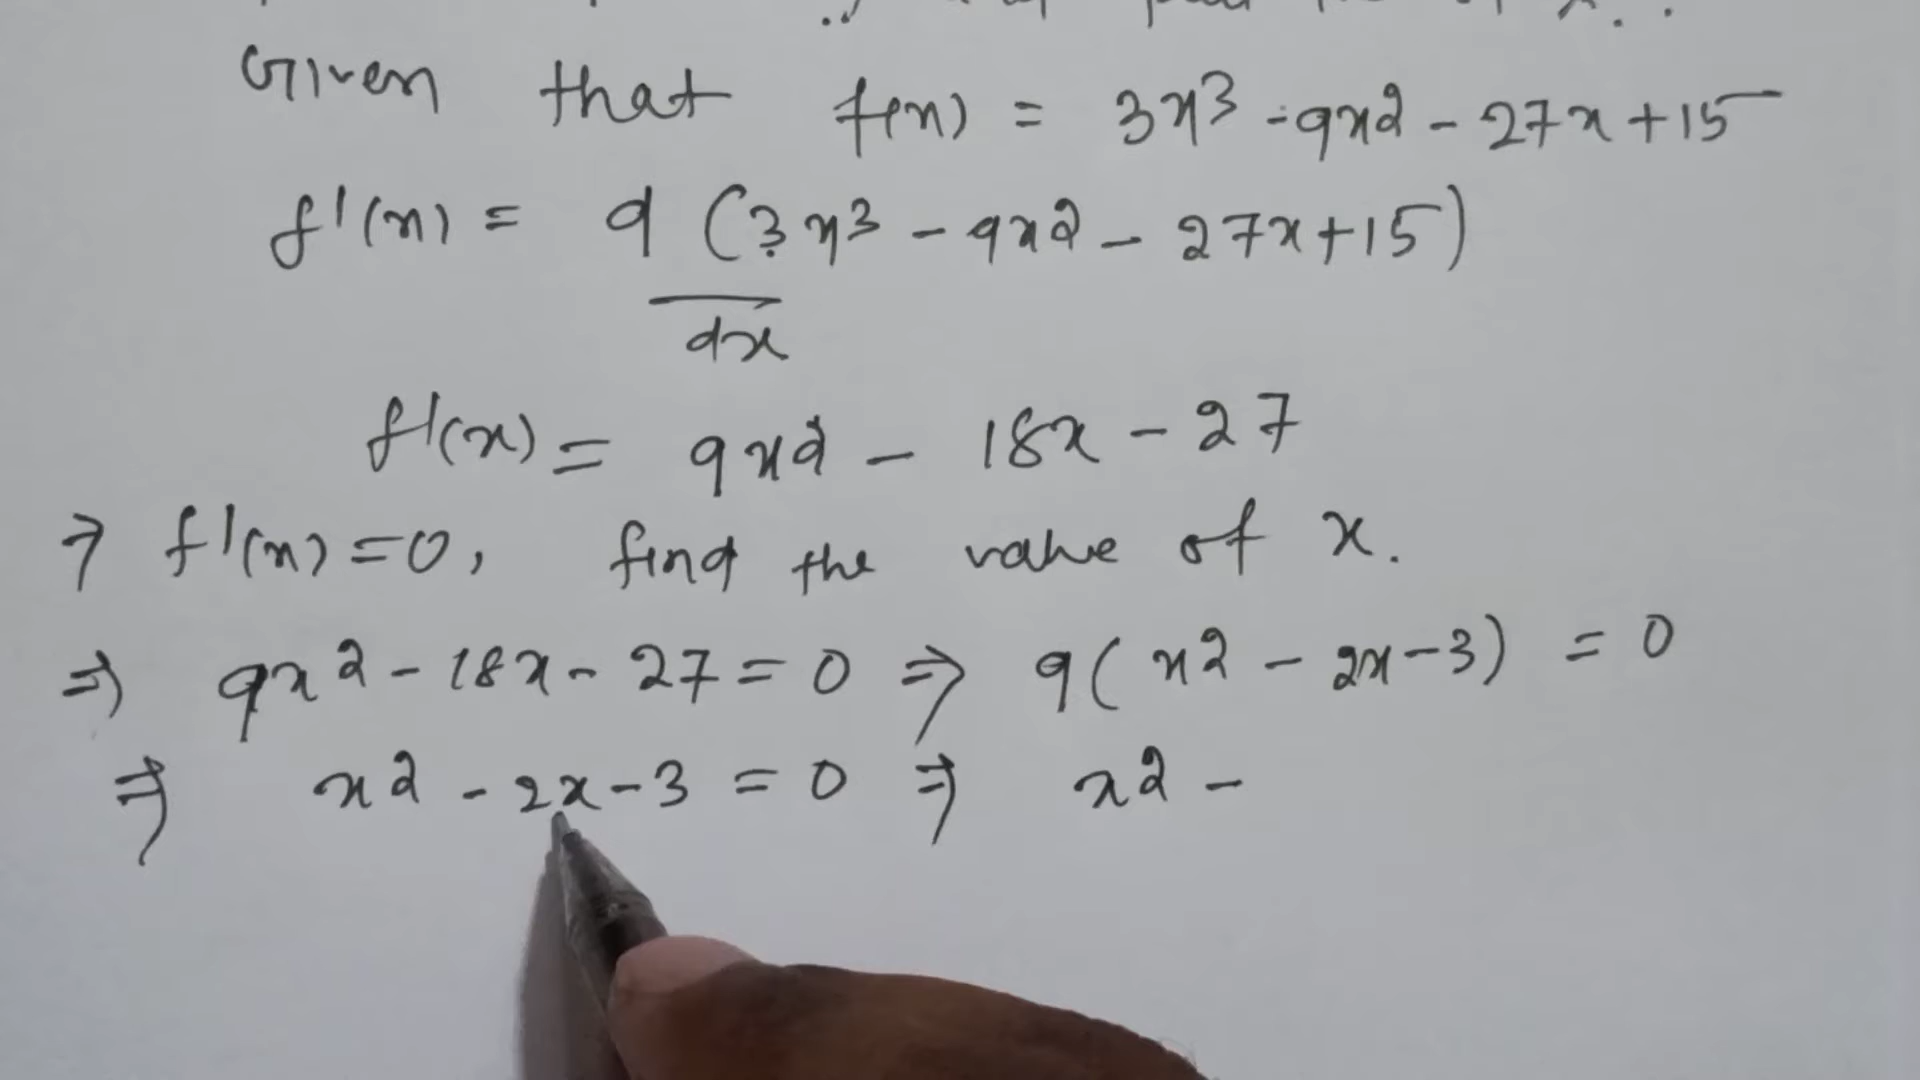 Given that f(x) = 3x3 - 9x2 - 27x + 15
f'(x) = d (3x3 - 9x2 - 27x + 15)
dx
f'(x) = 9x2 - 18x - 27
⇒ f'(x) = 0, find the value of x.
⇒ 9x2 - 18x - 27 = 0 ⇒ 9(x2 - 2x - 3) = 0
⇒ x2 - 2x - 3 = 0 ⇒ x2 -